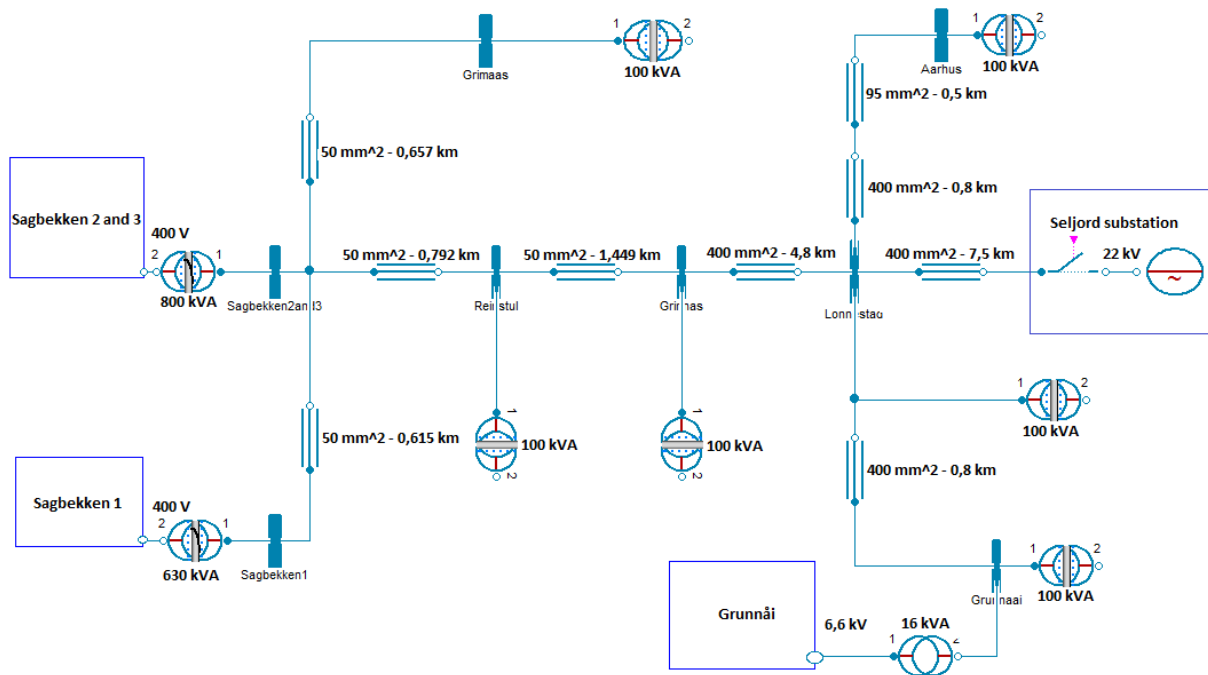 1 2
Grimaas
100 kVA
1 2
Aarhus
100 kVA
95 mm^2 - 0,5 km
50 mm^2 - 0,657 km
400 mm^2 - 0,8 km
Sagbekken 2 and 3
400 V
2 1
800 kVA
Sagbekken2and3
50 mm^2 - 0,792 km
Reinstul
50 mm^2 - 1,449 km
Grimas
400 mm^2 - 4,8 km
Lonnestad
400 mm^2 - 7,5 km
Seljord substation
22 kV
~
1
100 kVA
2
1
100 kVA
2
1 2
100 kVA
50 mm^2 - 0,615 km
400 mm^2 - 0,8 km
Sagbekken 1
400 V
2 1
630 kVA
Sagbekken1
1 2
100 kVA
Grunnaai
Grunnåi
6,6 kV
16 kVA
1 2